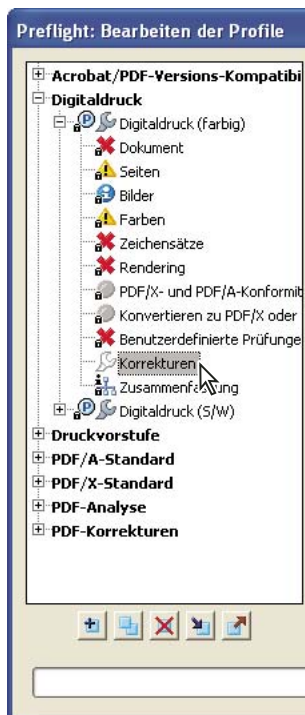 Preflight: Bearbeiten der Profile
Acrobat/PDF-Versions-Kompatibi
Digitaldruck
Digitaldruck (farbig)
Dokument
Seiten
Bilder
Farben
Zeichensätze
Rendering
PDF/X- und PDF/A-Konformit
Konvertieren zu PDF/X oder
Benutzerdefinierte Prüfunge
Korrekturen
Zusammenfassung
Digitaldruck (S/W)
Druckvorstufe
PDF/A-Standard
PDF/X-Standard
PDF-Analyse
PDF-Korrekturen